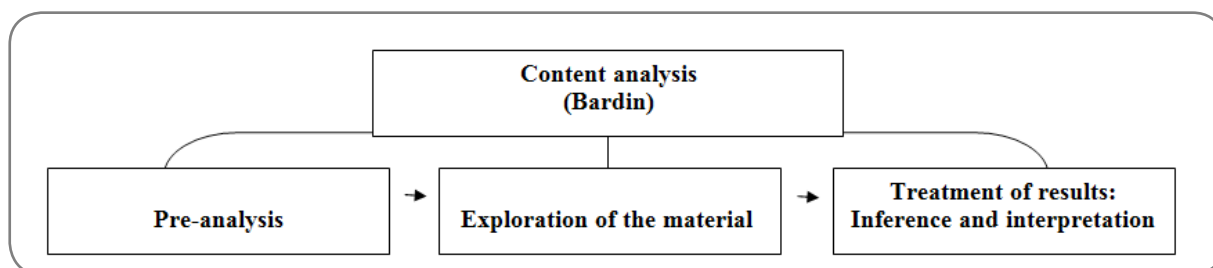 Content analysis
(Bardin)
Pre-analysis
Exploration of the material
Treatment of results:
Inference and interpretation